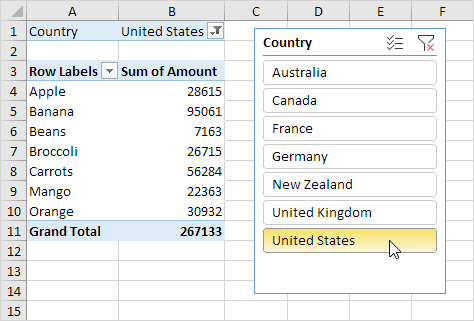 A B C D E F
1 Country United States
2
3 Row Labels Sum of Amount
4 Apple 28615
5 Banana 95061
6 Beans 7163
7 Broccoli 26715
8 Carrots 56284
9 Mango 22363
10 Orange 30932
11 Grand Total 267133
12
13
14
15
Country
Australia
Canada
France
Germany
New Zealand
United Kingdom
United States